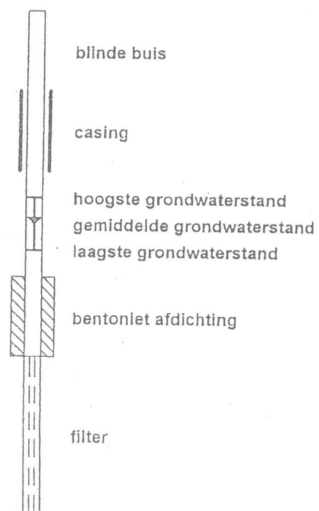 blinde buis
casing
hoogste grondwaterstand
gemiddelde grondwaterstand
laagste grondwaterstand
bentoniet afdichting
filter